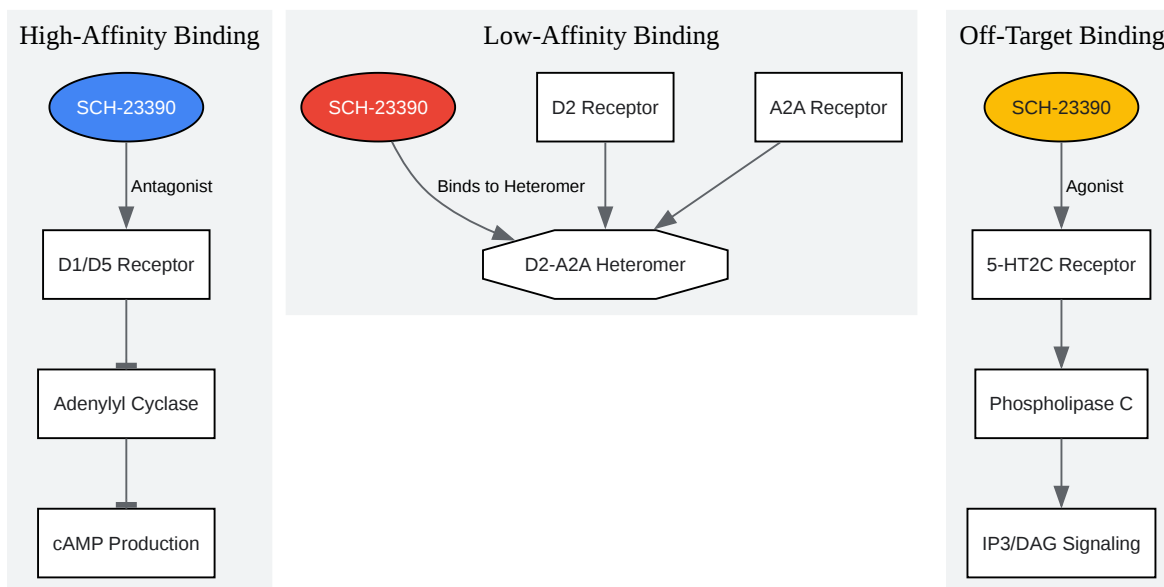 High-Affinity Binding
SCH-23390
Antagonist
D1/D5 Receptor
Adenylyl Cyclase
cAMP Production
Low-Affinity Binding
SCH-23390
D2 Receptor
A2A Receptor
Binds to Heteromer
D2-A2A Heteromer
Off-Target Binding
SCH-23390
Agonist
5-HT2C Receptor
Phospholipase C
IP3/DAG Signaling